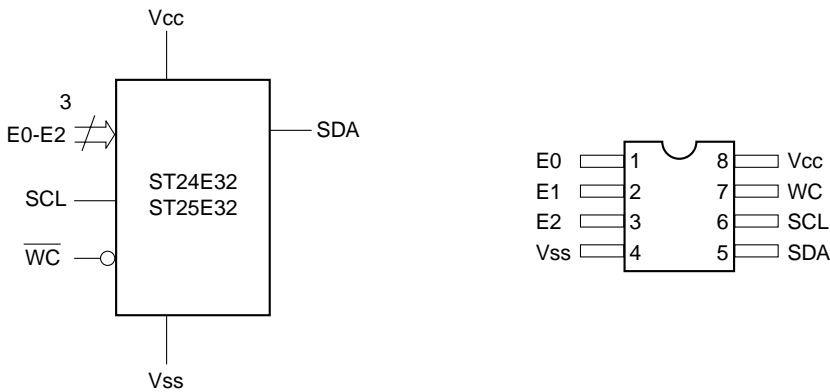 Vcc
3
E0-E2
SDA
ST24E32
ST25E32
SCL
WC
Vss
E0 1 8 Vcc
E1 2 7 WC
E2 3 6 SCL
Vss 4 5 SDA